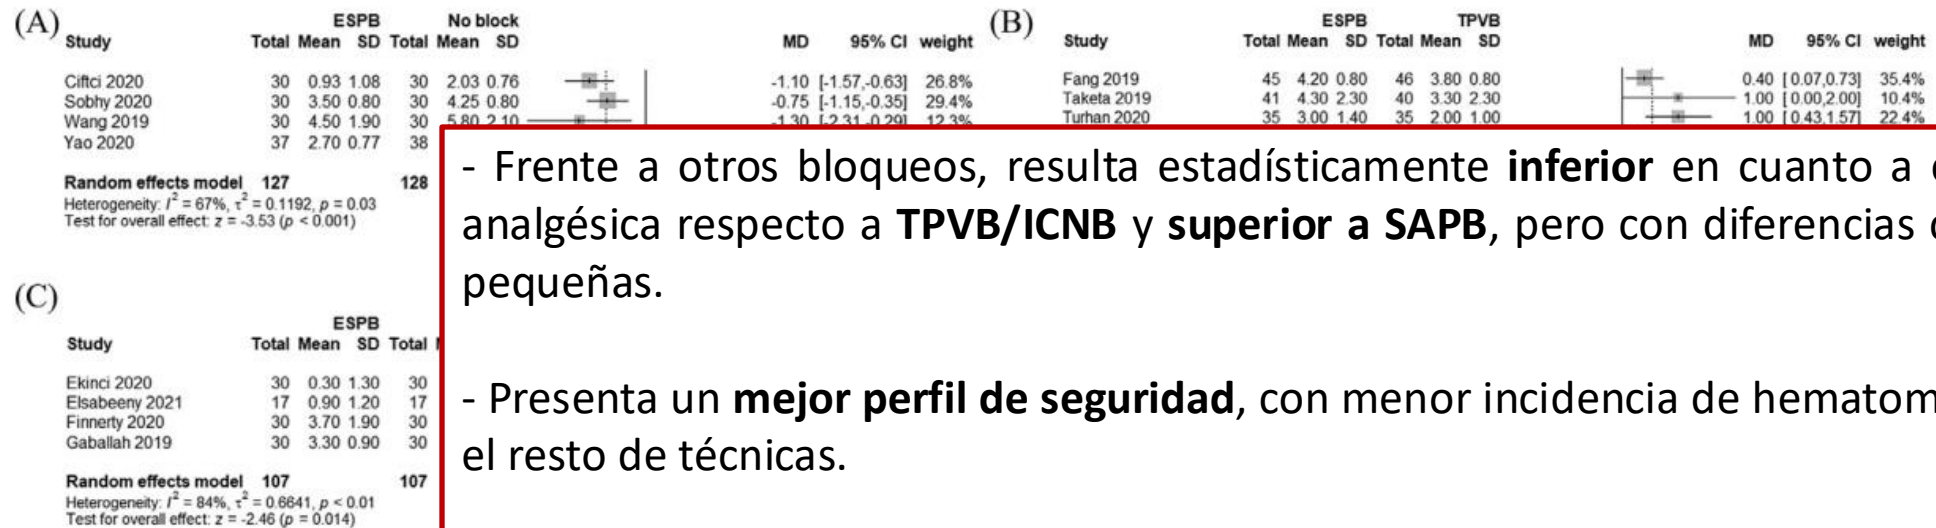 (A)
ESPB No block
Study Total Mean SD Total Mean SD MD 95% CI weight
Ciftci 2020 30 0.93 1.08 30 2.03 0.76 -1.10 [-1.57,-0.63] 26.8%
Sobhy 2020 30 3.50 0.80 30 4.25 0.80 -0.75 [-1.15,-0.35] 29.4%
Wang 2019 30 4.50 1.90 30 5.80 2.10 -1.30 [-2.31,-0.29] 12.3%
Yao 2020 37 2.70 0.77 38
Random effects model 127 128
Heterogeneity: I² = 67%, τ² = 0.1192, p = 0.03
Test for overall effect: z = -3.53 (p < 0.001)
(B)
ESPB TPVB
Study Total Mean SD Total Mean SD MD 95% CI weight
Fang 2019 45 4.20 0.80 46 3.80 0.80 0.40 [0.07,0.73] 35.4%
Taketa 2019 41 4.30 2.30 40 3.30 2.30 1.00 [0.00,2.00] 10.4%
Turhan 2020 35 3.00 1.40 35 2.00 1.00 1.00 [0.43,1.57] 22.4%
- Frente a otros bloqueos, resulta estadísticamente inferior en cuanto a
analgésica respecto a TPVB/ICNB y superior a SAPB, pero con diferencias
pequeñas.
- Presenta un mejor perfil de seguridad, con menor incidencia de hematom
el resto de técnicas.
(C)
ESPB
Study Total Mean SD Total
Ekinci 2020 30 0.30 1.30 30
Elsabeeny 2021 17 0.90 1.20 17
Finnerty 2020 30 3.70 1.90 30
Gaballah 2019 30 3.30 0.90 30
Random effects model 107 107
Heterogeneity: I² = 84%, τ² = 0.6641, p < 0.01
Test for overall effect: z = -2.46 (p = 0.014)